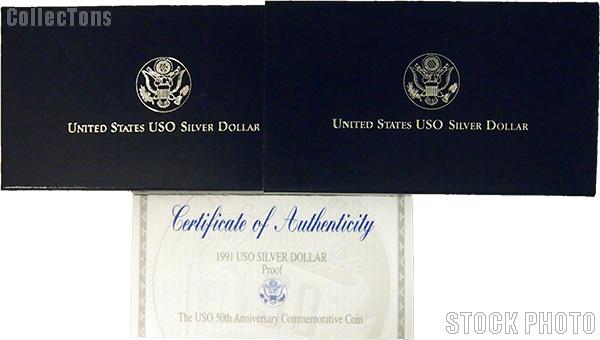 COLLECTONS
UNITED STATES USO SILVER DOLLAR
UNITED STATES USO SILVER DOLLAR
Certificate of Authenticity
1991 USO SILVER DOLLAR
Proof
The USO 50th Anniversary Commemorative Coin
STOCK PHOTO